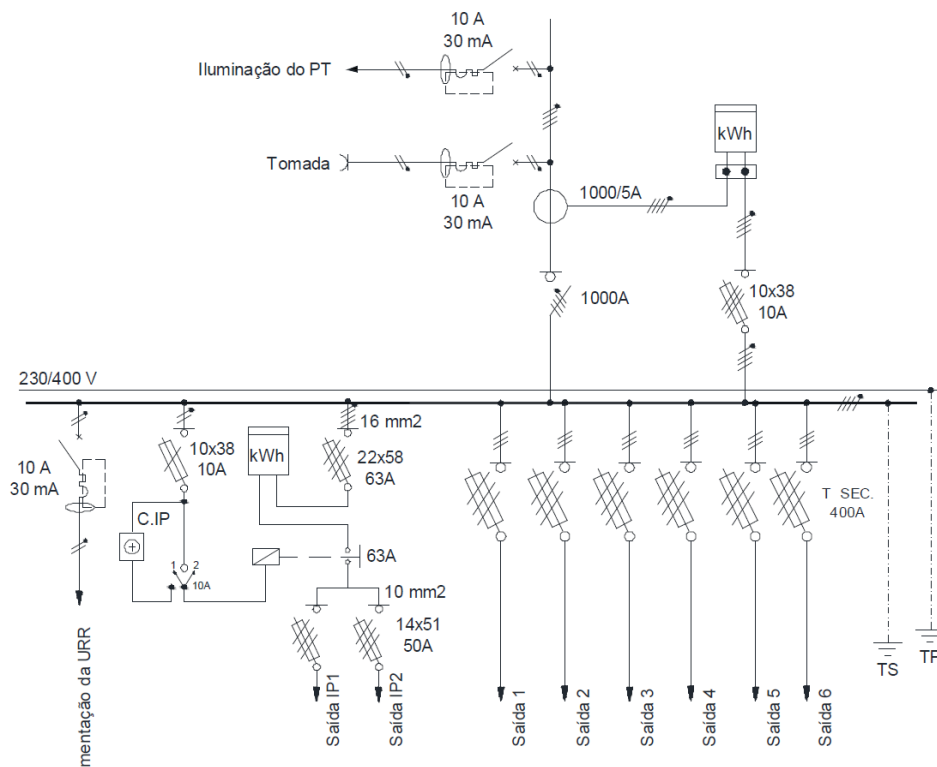 10 A
30 mA
Iluminação do PT
kWh
Tomada
10 A
30 mA
1000/5A
1000A
10x38
10A
230/400 V
16 mm2
10x38
10A
kWh
22x58
63A
10 A
30 mA
C.IP
1 2
10A
63A
10 mm2
14x51
50A
T SEC.
400A
TS
TP
mentação da URR
Saída IP1
Saída IP2
Saída 1
Saída 2
Saída 3
Saída 4
Saída 5
Saída 6